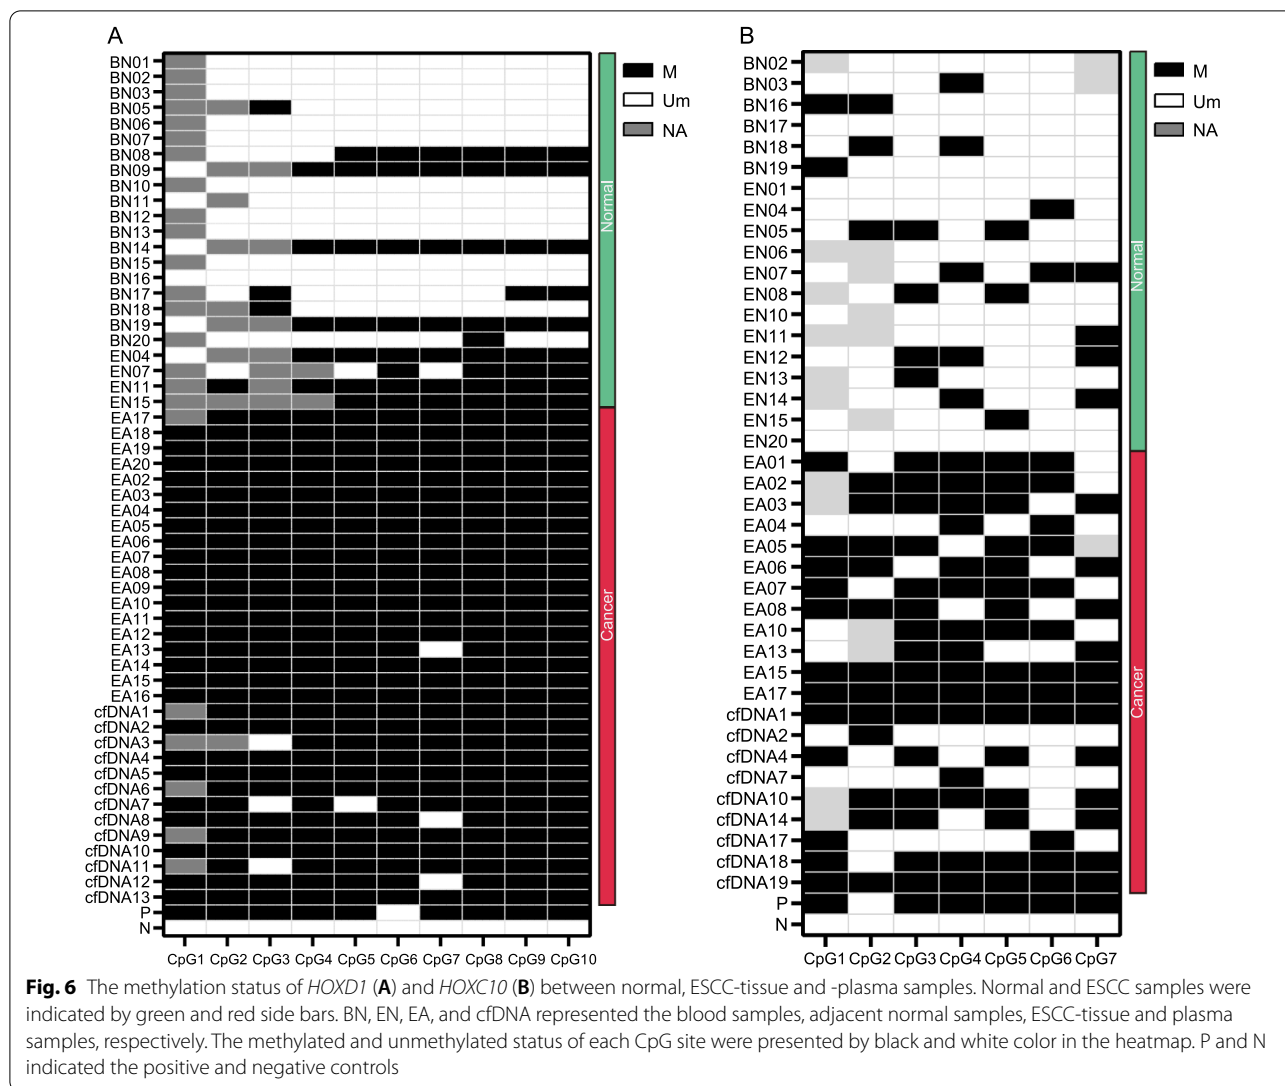 A
BN01
BN02
BN03
BN05
BN06
BN07
BN08
BN09
BN10
BN11
BN12
BN13
BN14
BN15
BN16
BN17
BN18
BN19
BN20
EN04
EN07
EN11
EN15
EA17
EA18
EA19
EA20
EA02
EA03
EA04
EA05
EA06
EA07
EA08
EA09
EA10
EA11
EA12
EA13
EA14
EA15
EA16
cfDNA1
cfDNA2
cfDNA3
cfDNA4
cfDNA5
cfDNA6
cfDNA7
cfDNA8
cfDNA9
cfDNA10
cfDNA11
cfDNA12
cfDNA13
P
N
CpG1 CpG2 CpG3 CpG4 CpG5 CpG6 CpG7 CpG8 CpG9 CpG10
Normal
Cancer
M
Um
NA
B
BN02
BN03
BN16
BN17
BN18
BN19
EN01
EN04
EN05
EN06
EN07
EN08
EN10
EN11
EN12
EN13
EN14
EN15
EN20
EA01
EA02
EA03
EA04
EA05
EA06
EA07
EA08
EA10
EA13
EA15
EA17
cfDNA1
cfDNA2
cfDNA4
cfDNA7
cfDNA10
cfDNA14
cfDNA17
cfDNA18
cfDNA19
P
N
CpG1 CpG2 CpG3 CpG4 CpG5 CpG6 CpG7
Normal
Cancer
M
Um
NA
Fig. 6 The methylation status of HOXD1 (A) and HOXC10 (B) between normal, ESCC-tissue and -plasma samples. Normal and ESCC samples were
indicated by green and red side bars. BN, EN, EA, and cfDNA represented the blood samples, adjacent normal samples, ESCC-tissue and plasma
samples, respectively. The methylated and unmethylated status of each CpG site were presented by black and white color in the heatmap. P and N
indicated the positive and negative controls